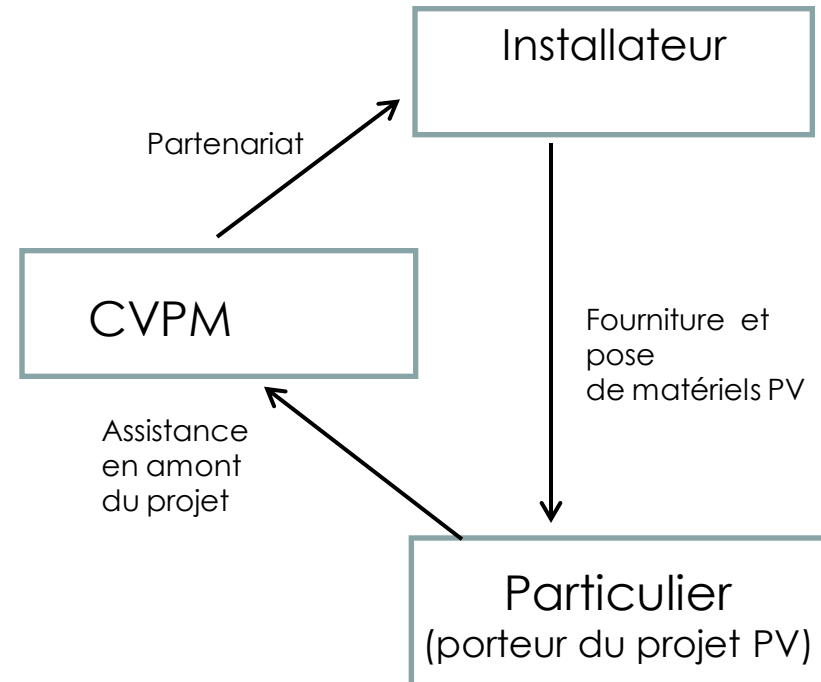 Installateur
Partenariat
CVPM
Fourniture et
pose
de matériels PV
Assistance
en amont
du projet
Particulier
(porteur du projet PV)